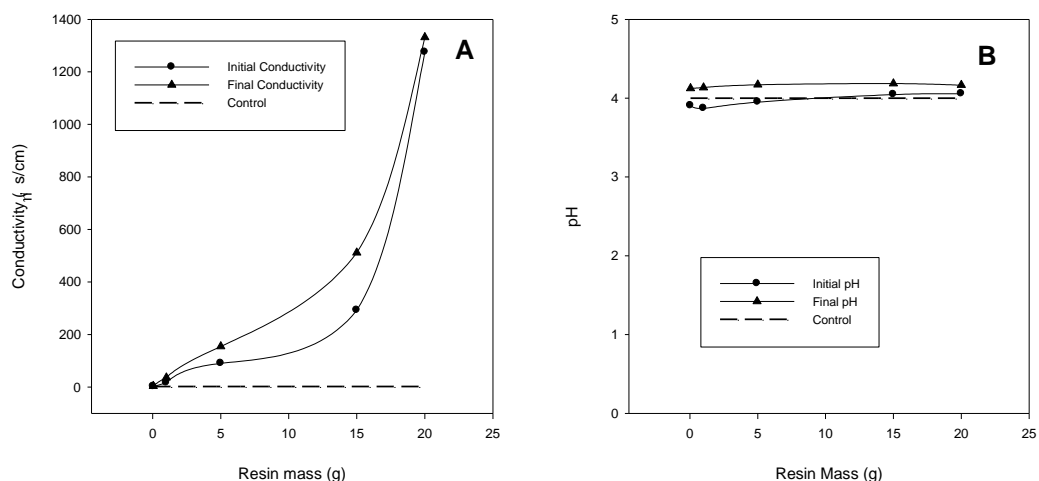 A
1400
1200
1000
800
600
400
200
0
Initial Conductivity
Final Conductivity
Control
Conductivity ( s/cm)
0 5 10 15 20 25
Resin mass (g)
B
5
4
3
2
1
0
Initial pH
Final pH
Control
pH
0 5 10 15 20 25
Resin Mass (g)